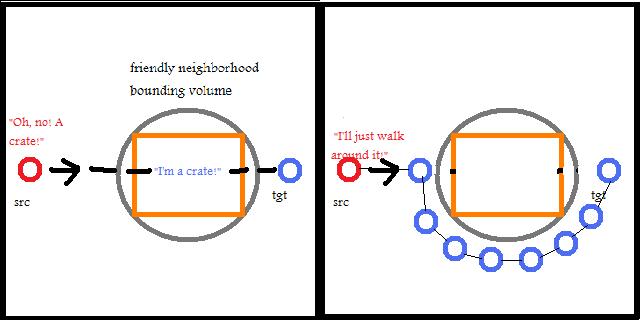 friendly neighborhood
bounding volume
"Oh, no! A
crate!"
"I'm a crate!"
src
tgt
"I'll just walk
around it!"
src
tgt